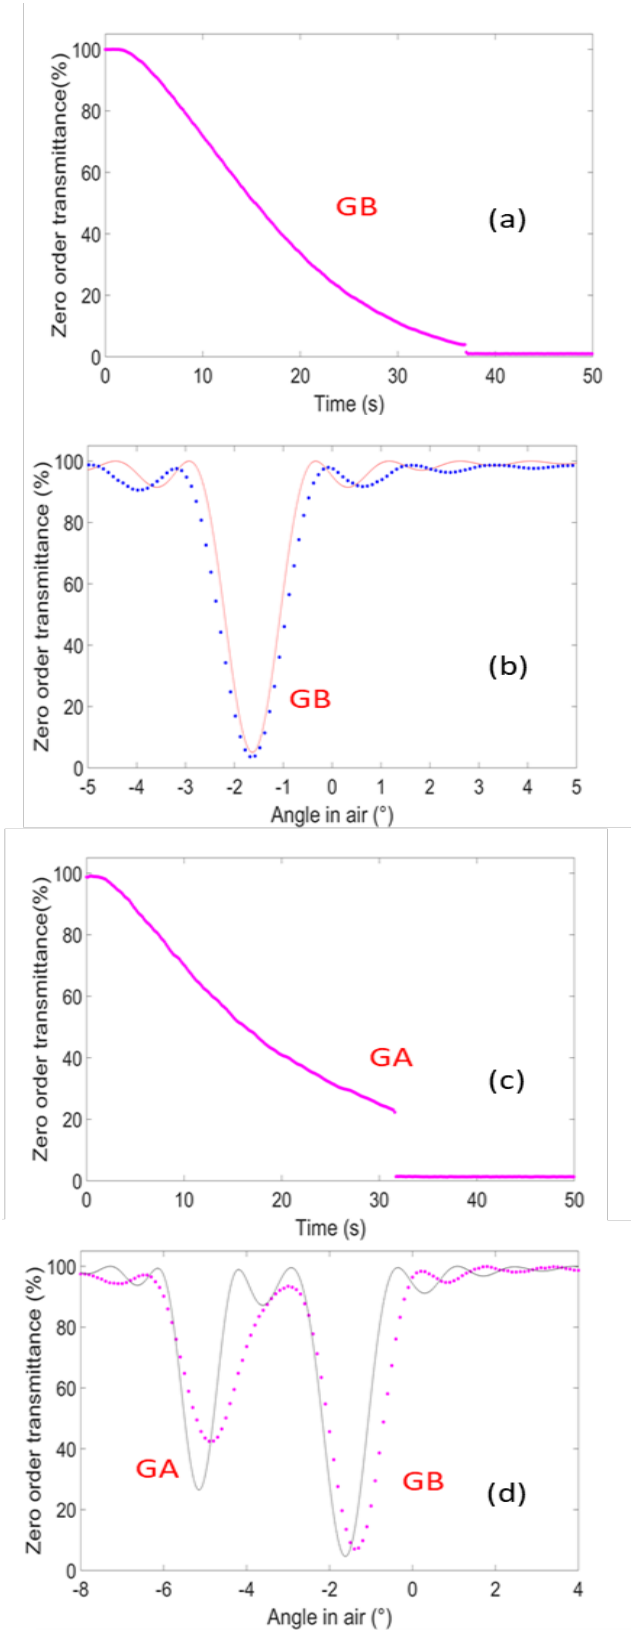 Zero order transmittance(%)
100
80
60
40
20
0
GB
(a)
0 10 20 30 40 50
Time (s)
Zero order transmittance (%)
100
80
60
40
20
0
GB
(b)
-5 -4 -3 -2 -1 0 1 2 3 4 5
Angle in air (°)
Zero order transmittance(%)
100
80
60
40
20
0
GA
(c)
0 10 20 30 40 50
Time (s)
Zero order transmittance (%)
100
80
60
40
20
0
GA
GB
(d)
-8 -6 -4 -2 0 2 4
Angle in air (°)